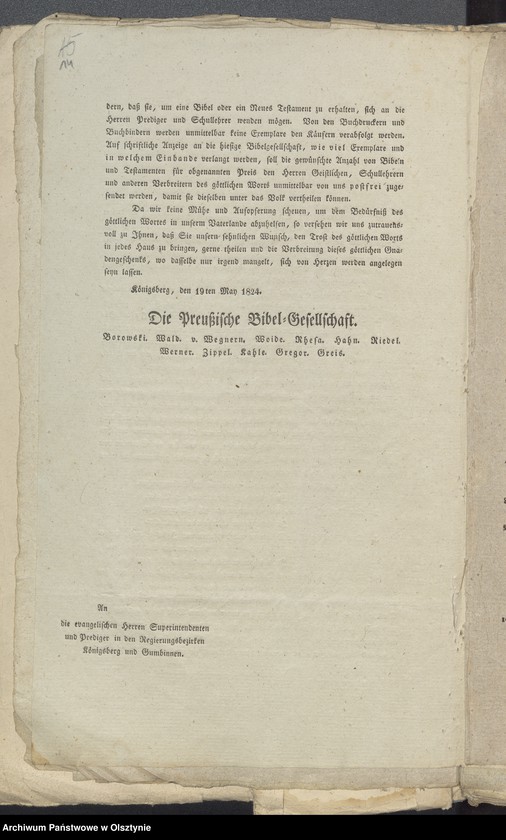 15
14
dern, daß sie, um eine Bibel oder ein Neues Testament zu erhalten, sich an die
Herren Prediger und Schullehrer wenden mögen. Von den Buchdruckern und
Buchbindern werden unmittelbar keine Exemplare den Käufern verabfolgt werden.
Auf schriftliche Anzeige an die hiesige Bibelgesellschaft, wie viel Exemplare und
in welchem Einbande verlangt werden, soll die gewünschte Anzahl von Bibeln
und Testamenten für obgenannten Preis den Herren Geistlichen, Schullehrern
und anderen Verbreitern des göttlichen Worts unmittelbar von uns postfrei zuge-
sendet werden, damit sie dieselben unter das Volk vertheilen können.
Da wir keine Mühe und Aufopferung scheuen, um dem Bedürfniß des
göttlichen Wortes in unserm Vaterlande abzuhelfen, so versehen wir uns zutrauens-
voll zu Ihnen, daß Sie unsern sehnlichen Wunsch, den Trost des göttlichen Worts
in jedes Haus zu bringen, gerne theilen und die Verbreitung dieses göttlichen Gna-
dengeschenks, wo dasselbe nur irgend mangelt, sich von Herzen werden angelegen
seyn lassen.
Königsberg, den 19ten May 1824.
Die Preußische Bibel-Gesellschaft.
Borowski. Wald. v. Wegnern. Woide. Rhesa. Hahn. Riedel.
Werner. Zippel. Kahle. Gregor. Greis.
An
die evangelischen Herren Superintendenten
und Prediger in den Regierungsbezirken
Königsberg und Gumbinnen.
Archiwum Państwowe w Olsztynie